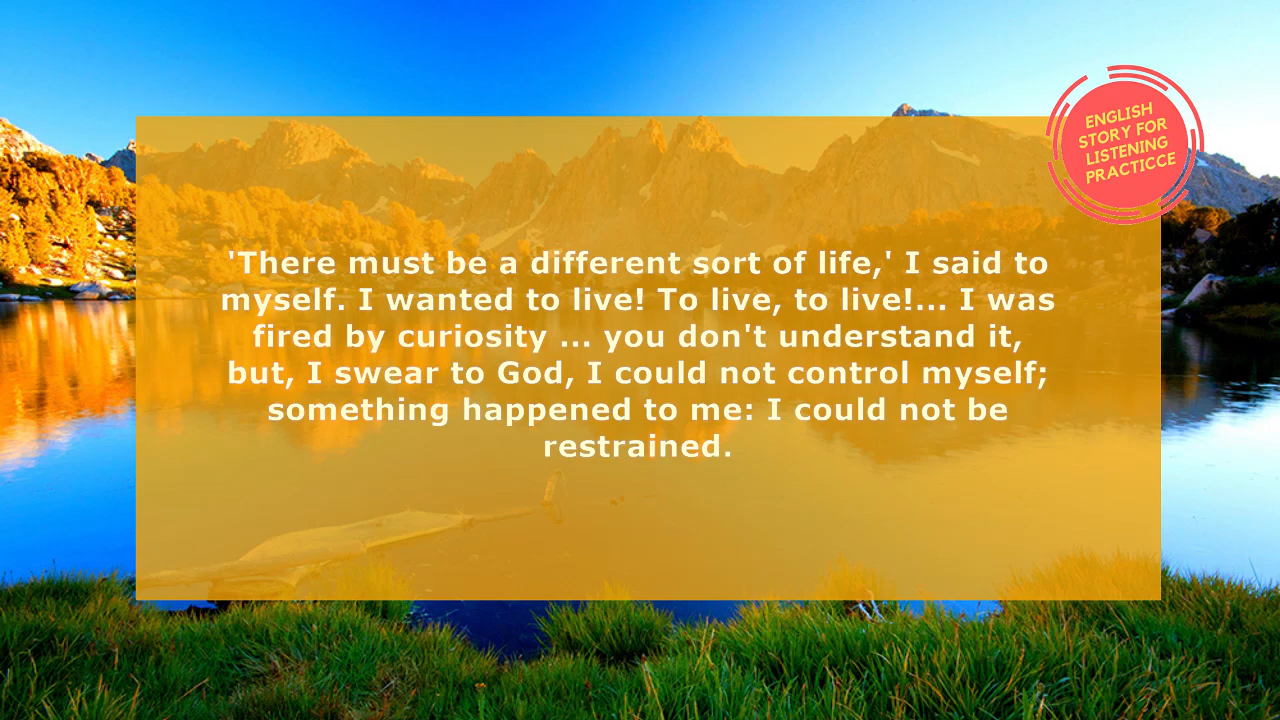 ENGLISH
STORY FOR
LISTENING
PRACTICCE
'There must be a different sort of life,' I said to
myself. I wanted to live! To live, to live!... I was
fired by curiosity ... you don't understand it,
but, I swear to God, I could not control myself;
something happened to me: I could not be
restrained.